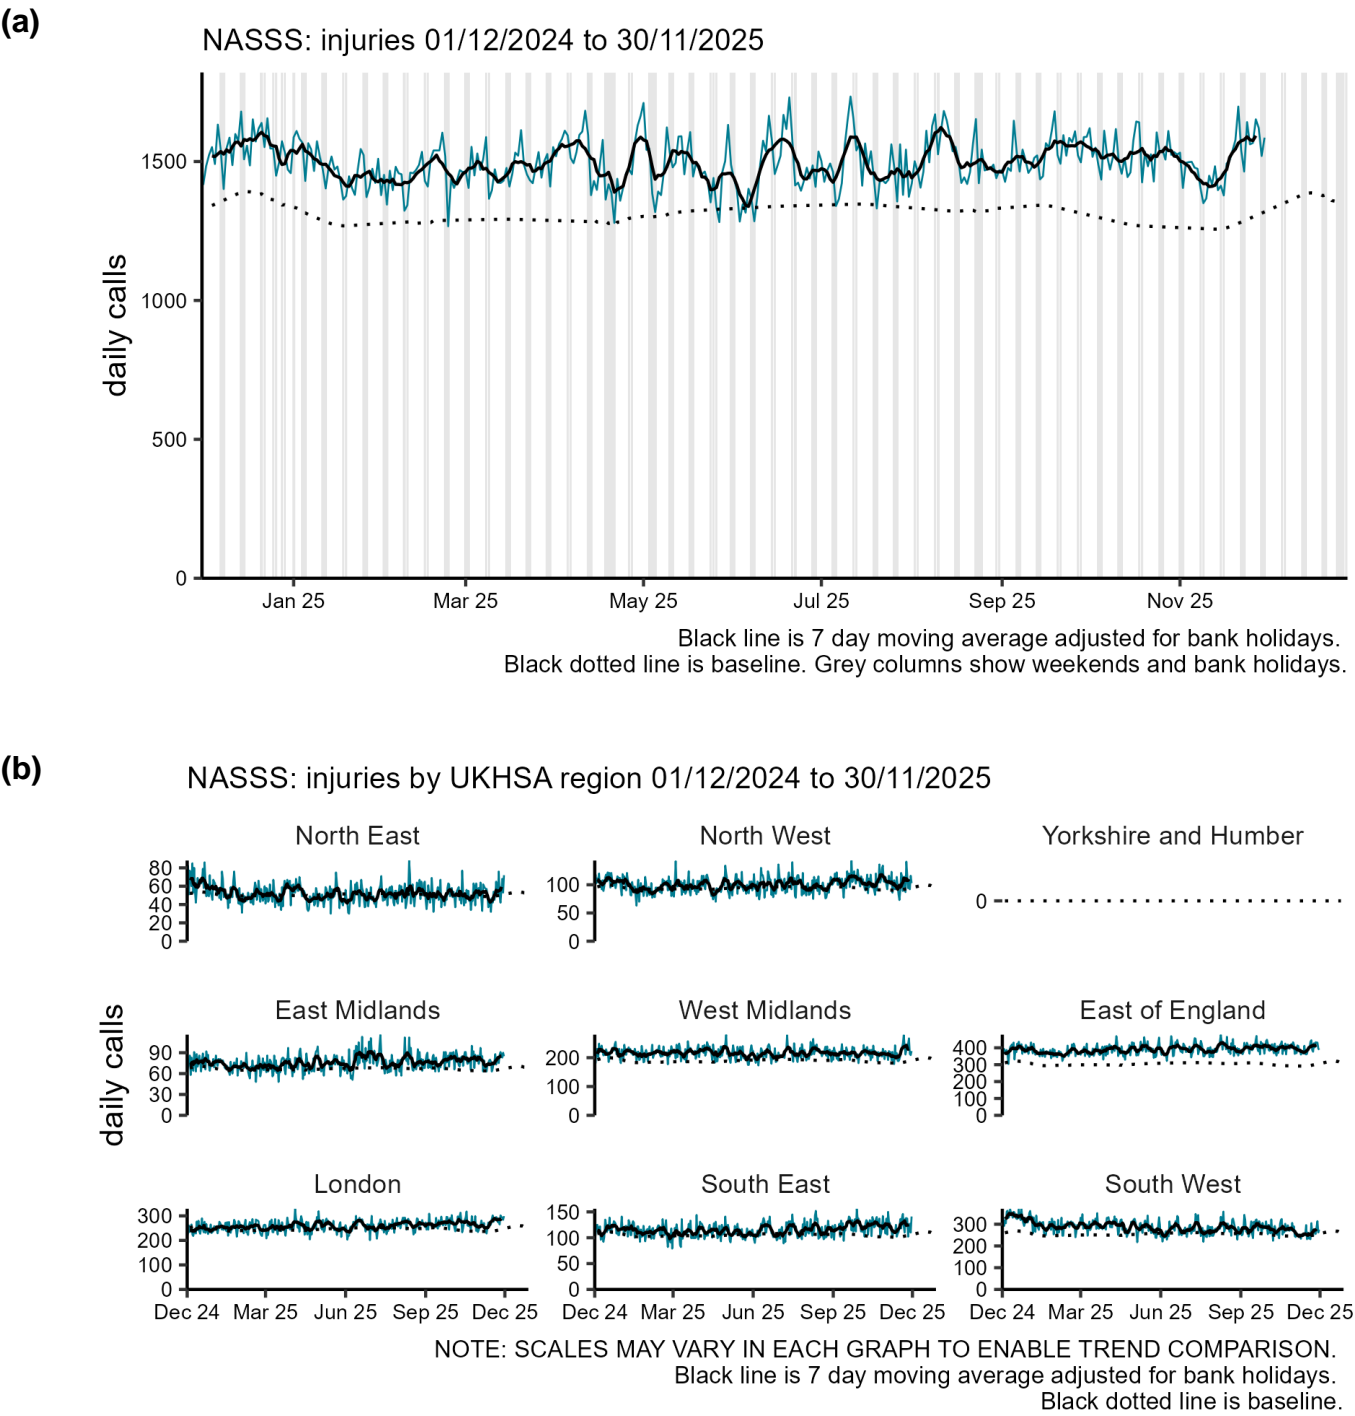 (a)
NASSS: injuries 01/12/2024 to 30/11/2025
daily calls
1500
1000
500
0
Jan 25 Mar 25 May 25 Jul 25 Sep 25 Nov 25
Black line is 7 day moving average adjusted for bank holidays.
Black dotted line is baseline. Grey columns show weekends and bank holidays.
(b)
NASSS: injuries by UKHSA region 01/12/2024 to 30/11/2025
daily calls
North East
80
60
40
20
0
North West
100
50
0
Yorkshire and Humber
0
East Midlands
90
60
30
0
West Midlands
200
100
0
East of England
400
300
200
100
0
London
300
200
100
0
Dec 24 Mar 25 Jun 25 Sep 25 Dec 25
South East
150
100
50
0
Dec 24 Mar 25 Jun 25 Sep 25 Dec 25
South West
300
200
100
0
Dec 24 Mar 25 Jun 25 Sep 25 Dec 25
NOTE: SCALES MAY VARY IN EACH GRAPH TO ENABLE TREND COMPARISON.
Black line is 7 day moving average adjusted for bank holidays.
Black dotted line is baseline.